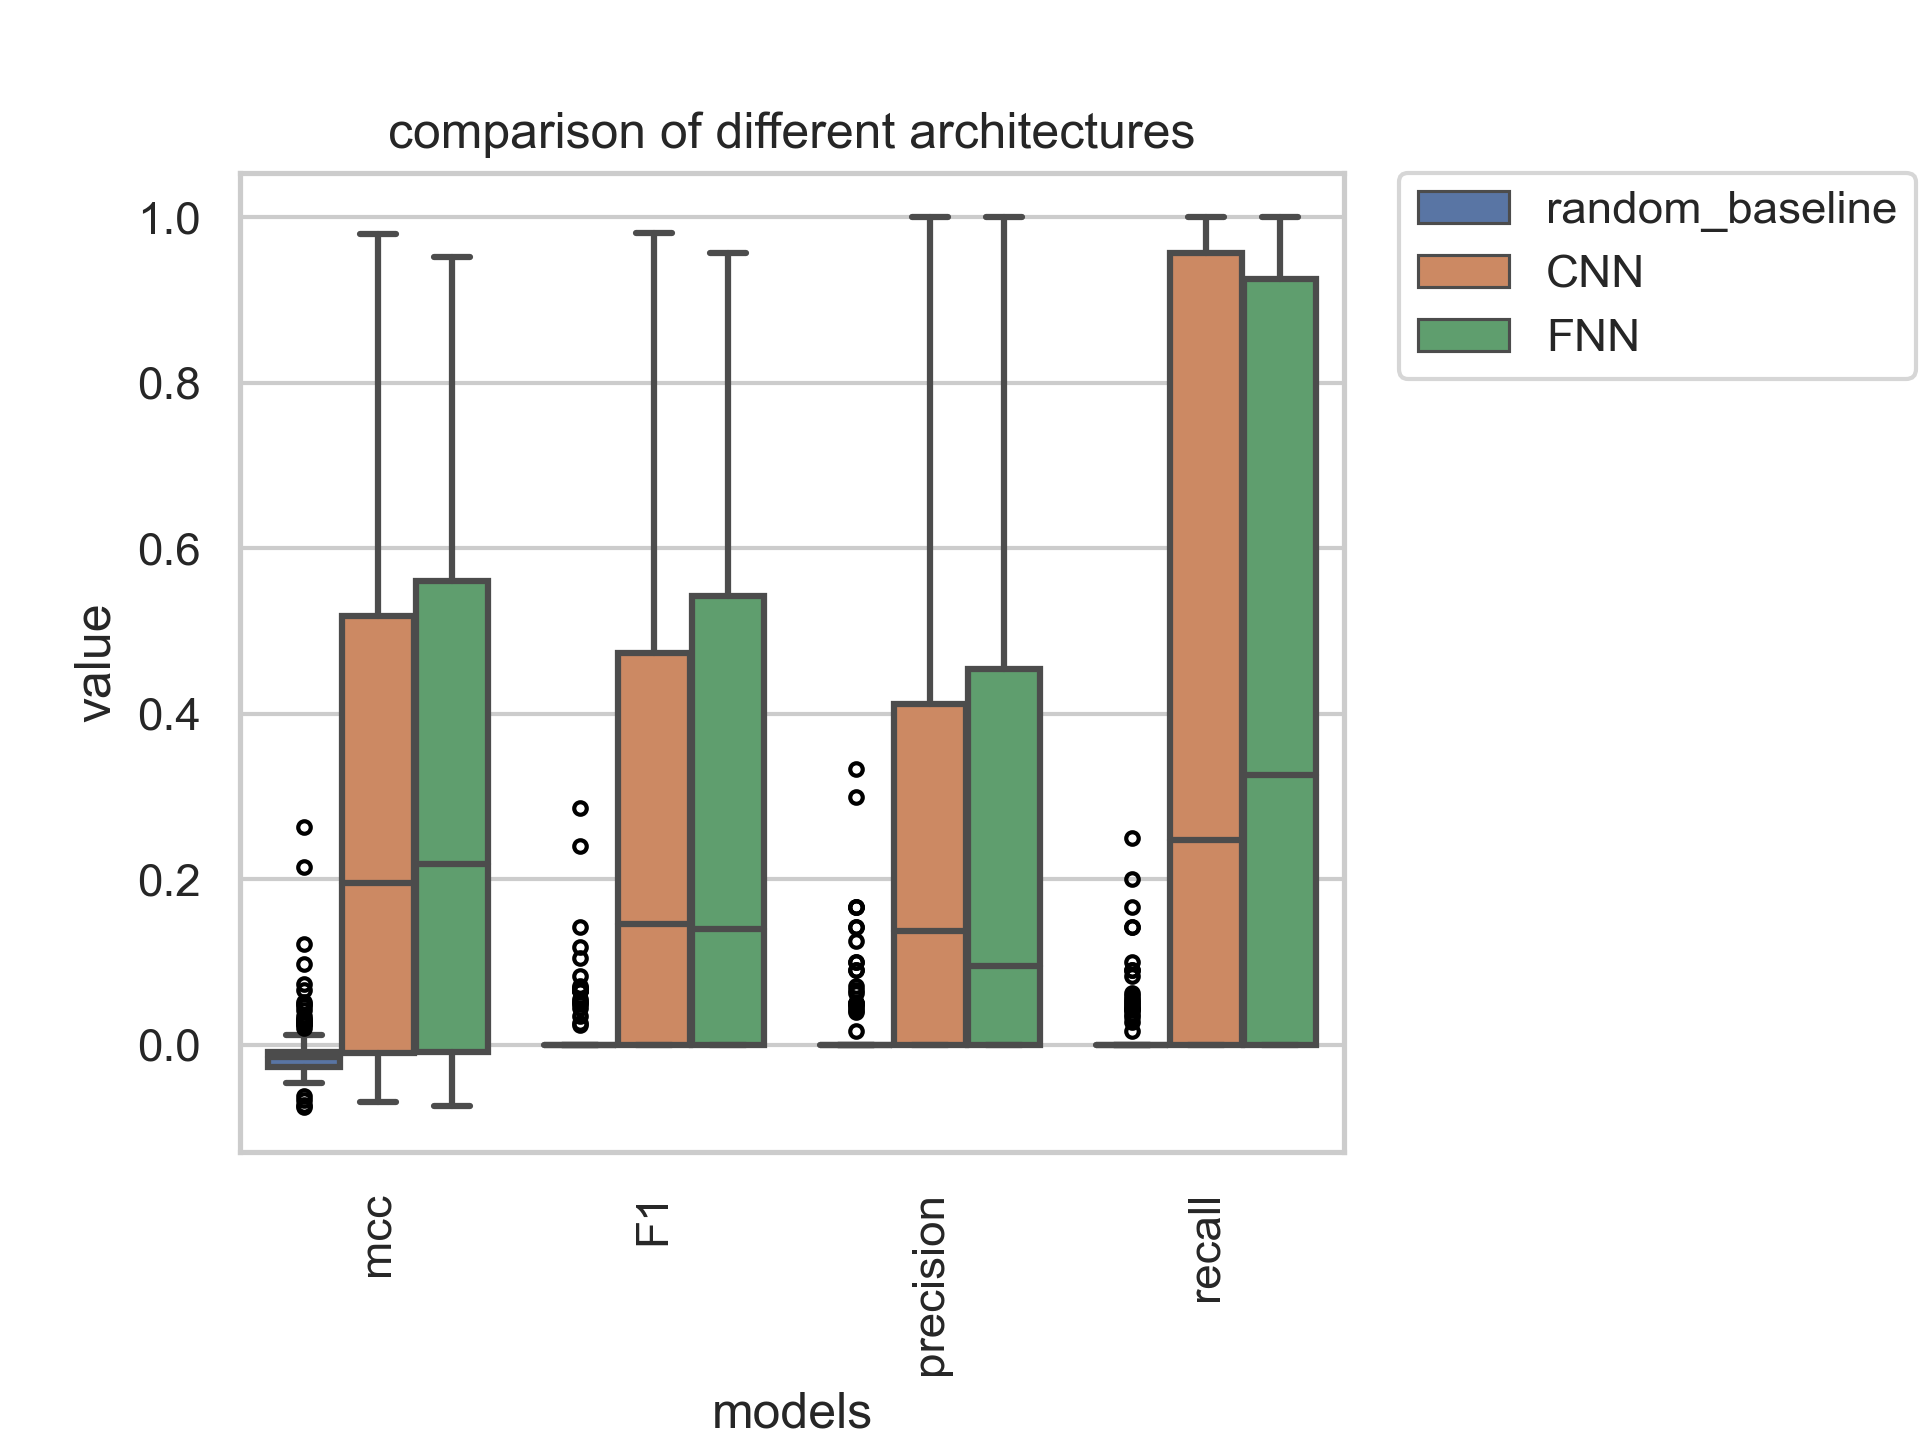 comparison of different architectures
random_baseline
CNN
FNN
1.0
0.8
0.6
0.4
0.2
0.0
value
mcc
F1
precision
recall
models